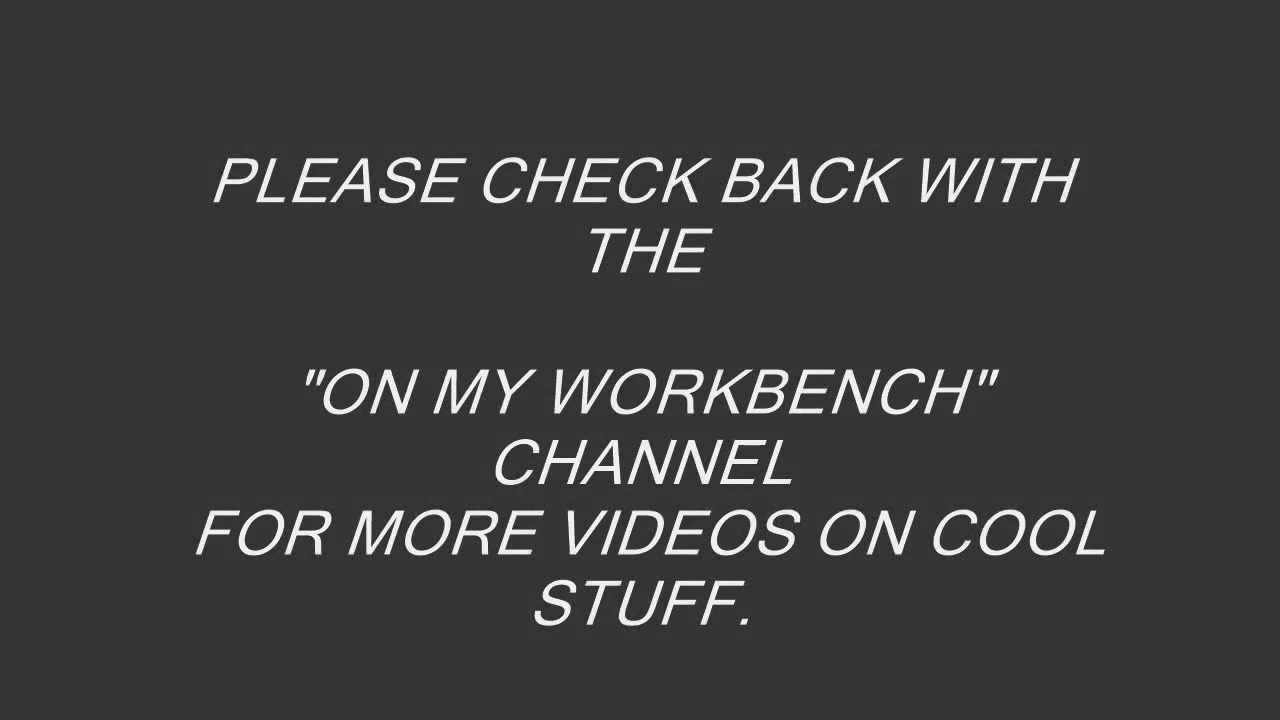 PLEASE CHECK BACK WITH
THE
"ON MY WORKBENCH"
CHANNEL
FOR MORE VIDEOS ON COOL
STUFF.